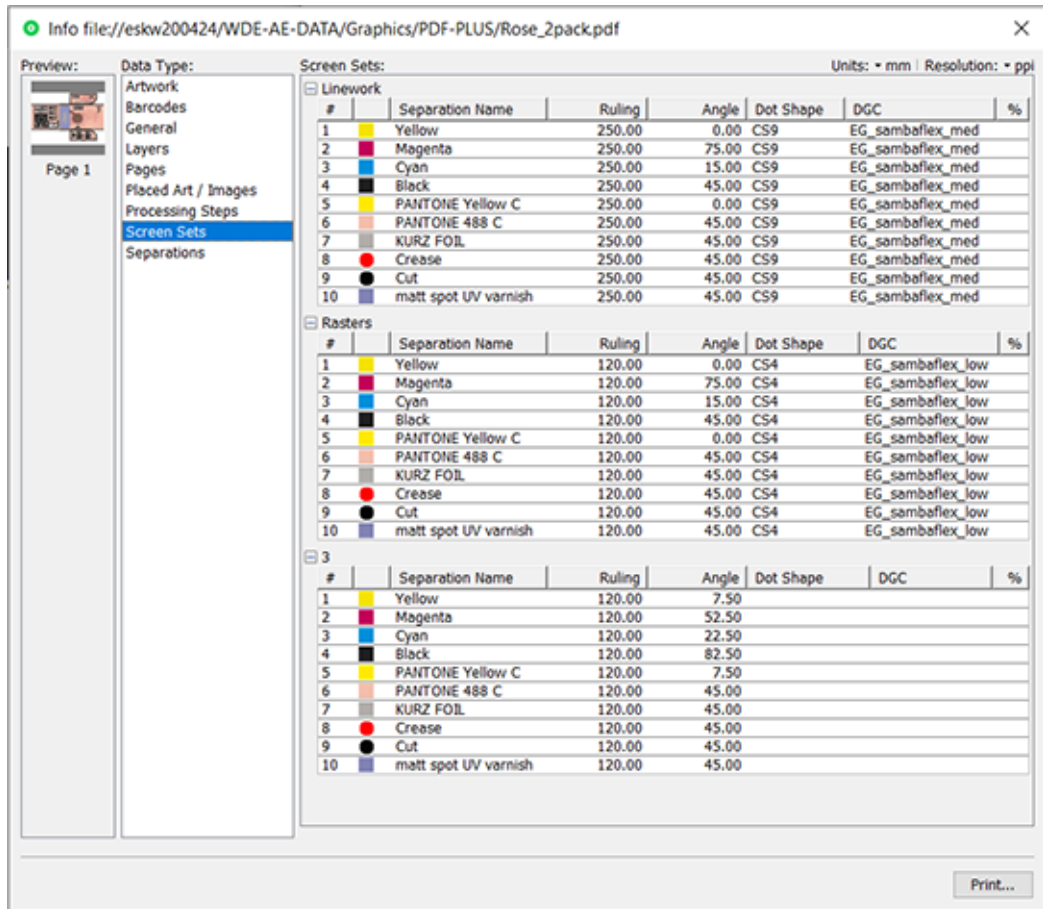 Info file://eskw200424/WDE-AE-DATA/Graphics/PDF-PLUS/Rose_2pack.pdf
Preview:
Page 1
Data Type:
Artwork
Barcodes
General
Layers
Pages
Placed Art / Images
Processing Steps
Screen Sets
Separations
Screen Sets:
Units: mm Resolution: ppi
Linework
# Separation Name Ruling Angle Dot Shape DGC %
1 Yellow 250.00 0.00 CS9 EG_sambaflex_med
2 Magenta 250.00 75.00 CS9 EG_sambaflex_med
3 Cyan 250.00 15.00 CS9 EG_sambaflex_med
4 Black 250.00 45.00 CS9 EG_sambaflex_med
5 PANTONE Yellow C 250.00 0.00 CS9 EG_sambaflex_med
6 PANTONE 488 C 250.00 45.00 CS9 EG_sambaflex_med
7 KURZ FOIL 250.00 45.00 CS9 EG_sambaflex_med
8 Crease 250.00 45.00 CS9 EG_sambaflex_med
9 Cut 250.00 45.00 CS9 EG_sambaflex_med
10 matt spot UV varnish 250.00 45.00 CS9 EG_sambaflex_med
Rasters
# Separation Name Ruling Angle Dot Shape DGC %
1 Yellow 120.00 0.00 CS4 EG_sambaflex_low
2 Magenta 120.00 75.00 CS4 EG_sambaflex_low
3 Cyan 120.00 15.00 CS4 EG_sambaflex_low
4 Black 120.00 45.00 CS4 EG_sambaflex_low
5 PANTONE Yellow C 120.00 0.00 CS4 EG_sambaflex_low
6 PANTONE 488 C 120.00 45.00 CS4 EG_sambaflex_low
7 KURZ FOIL 120.00 45.00 CS4 EG_sambaflex_low
8 Crease 120.00 45.00 CS4 EG_sambaflex_low
9 Cut 120.00 45.00 CS4 EG_sambaflex_low
10 matt spot UV varnish 120.00 45.00 CS4 EG_sambaflex_low
3
# Separation Name Ruling Angle Dot Shape DGC %
1 Yellow 120.00 7.50
2 Magenta 120.00 52.50
3 Cyan 120.00 22.50
4 Black 120.00 82.50
5 PANTONE Yellow C 120.00 7.50
6 PANTONE 488 C 120.00 45.00
7 KURZ FOIL 120.00 45.00
8 Crease 120.00 45.00
9 Cut 120.00 45.00
10 matt spot UV varnish 120.00 45.00
Print...